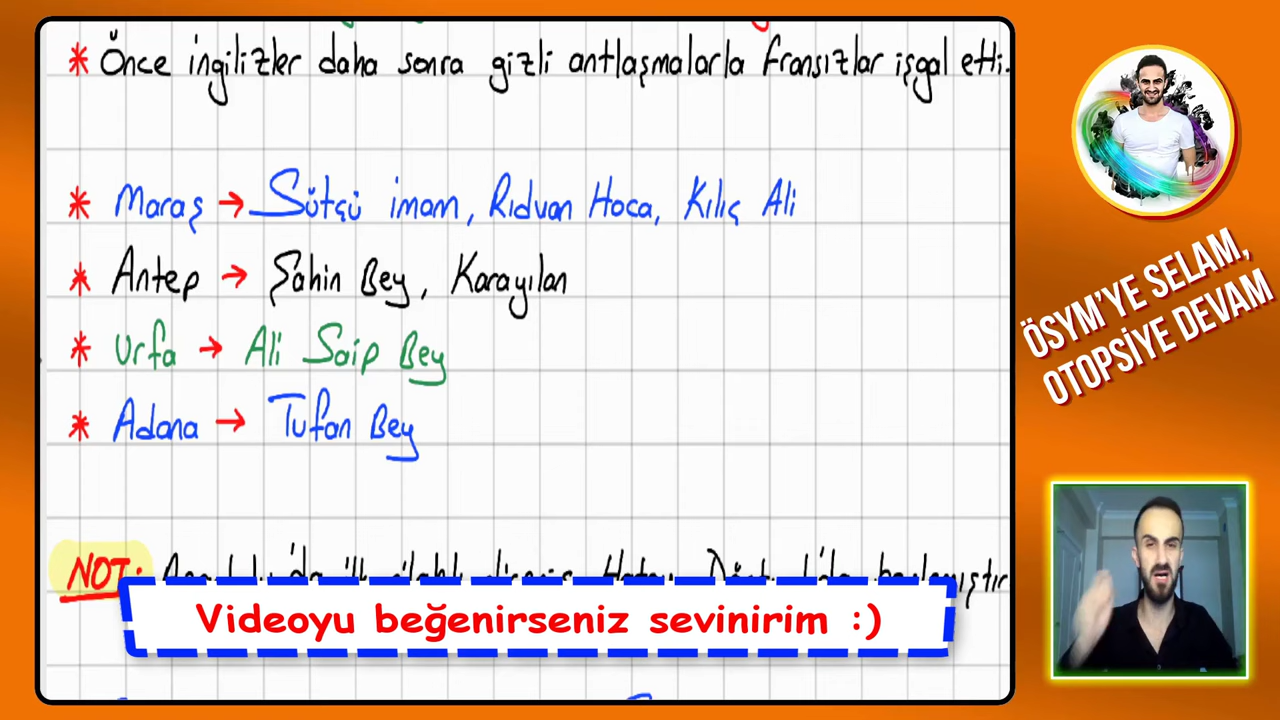 * Önce ingilizler daha sonra gizli antlaşmalarla fransızlar işgal etti.
* Maraş → Sütçü imam, Rıdvan Hoca, Kılıç Ali
* Antep → Şahin Bey, Karayılan
* Urfa → Ali Saip Bey
* Adana → Tufan Bey
NOT:
Videoyu beğenirseniz sevinirim :)
ÖSYM'YE SELAM,
OTOPSİYE DEVAM